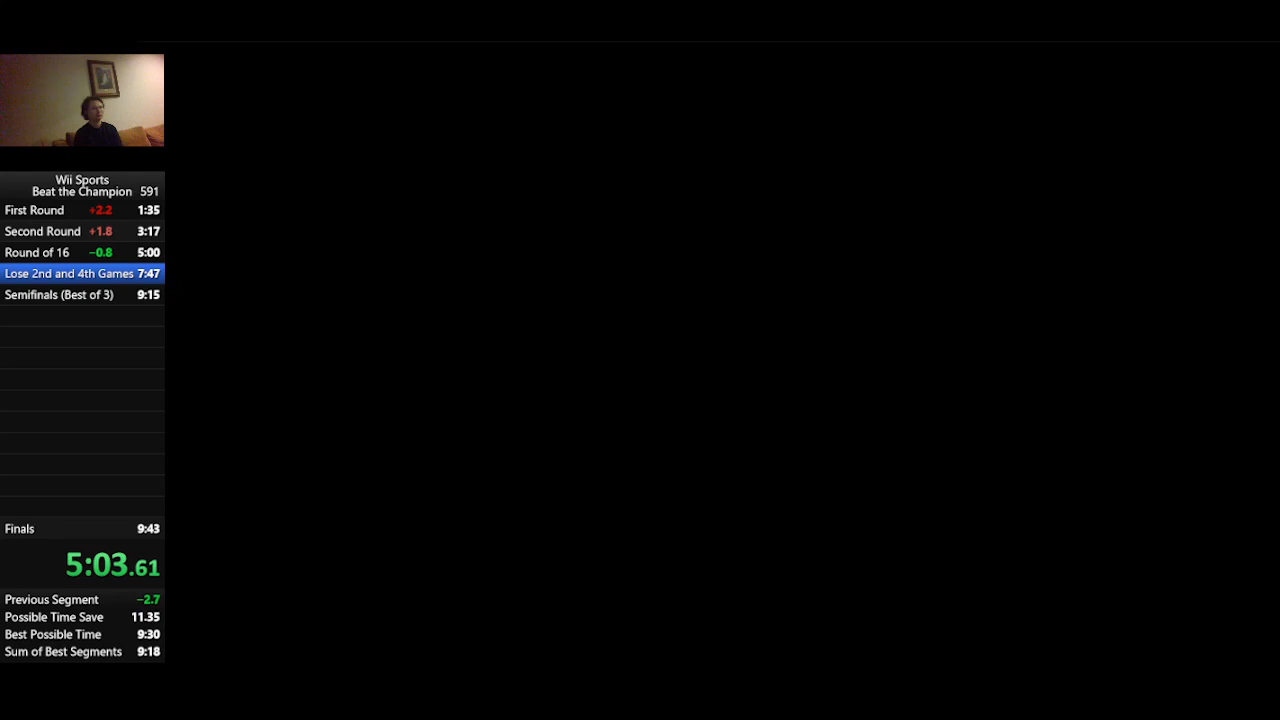 Wii Sports
Beat the Champion 591
First Round +2.2 1:35
Second Round +1.8 3:17
Round of 16 −0.8 5:00
Lose 2nd and 4th Games 7:47
Semifinals (Best of 3) 9:15
Finals 9:43
5:03.61
Previous Segment −2.7
Possible Time Save 11.35
Best Possible Time 9:30
Sum of Best Segments 9:18